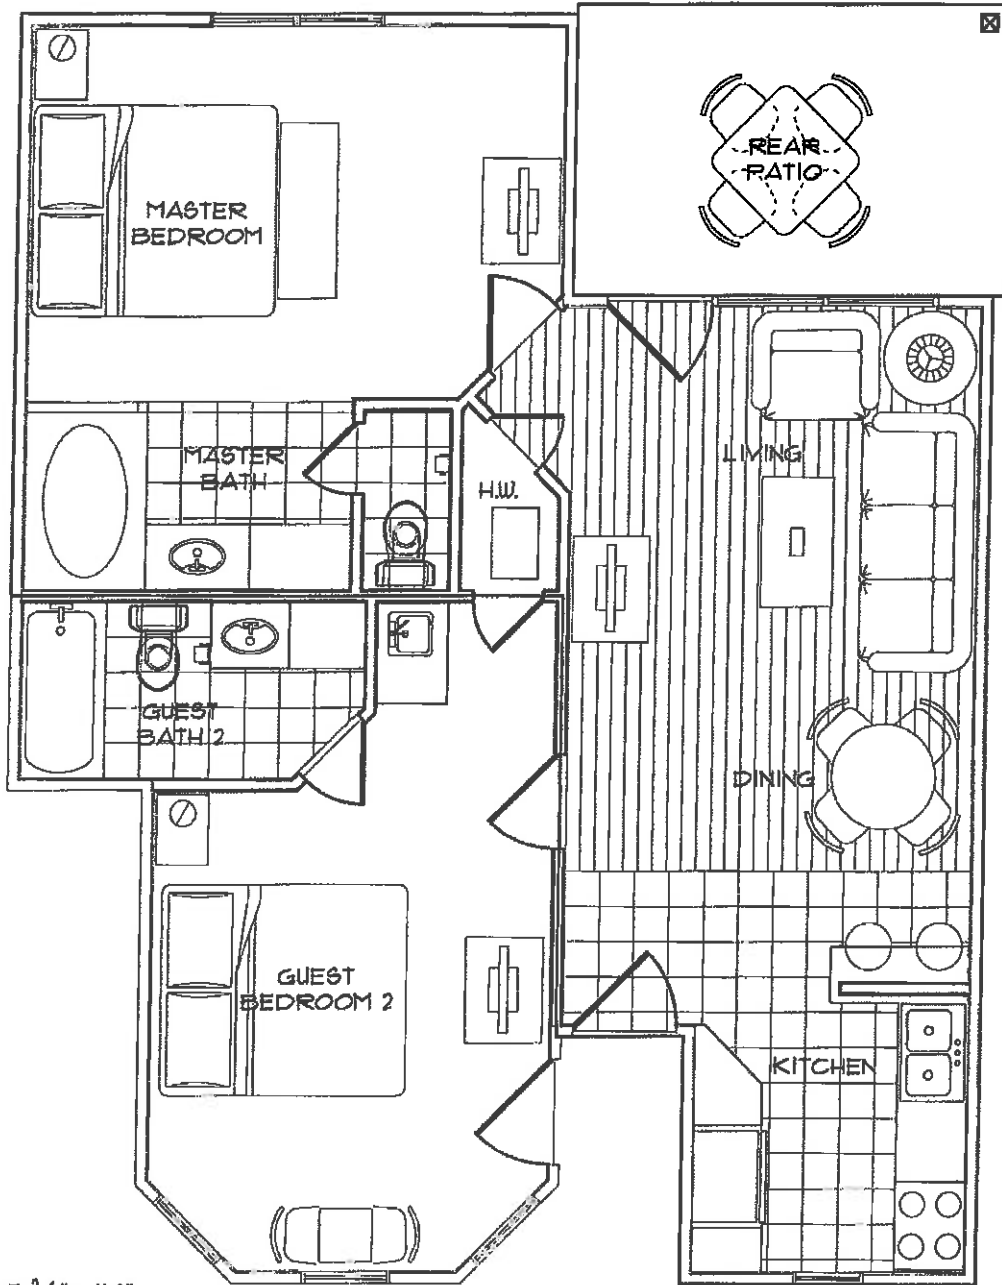 REAR
PATIO
MASTER
BEDROOM
LIVING
MASTER
BATH
H.W.
GUEST
BATH 2
DINING
GUEST
BEDROOM 2
KITCHEN